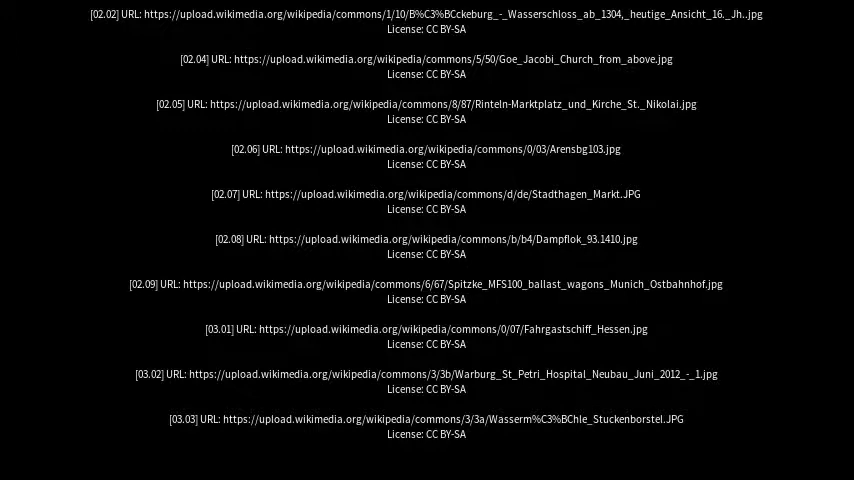 [02.02] URL: https://upload.wikimedia.org/wikipedia/commons/1/10/B%C3%BCckeburg_-_Wasserschloss_ab_1304,_heutige_Ansicht_16._Jh..jpg
License: CC BY-SA
[02.04] URL: https://upload.wikimedia.org/wikipedia/commons/5/50/Goe_Jacobi_Church_from_above.jpg
License: CC BY-SA
[02.05] URL: https://upload.wikimedia.org/wikipedia/commons/8/87/Rinteln-Marktplatz_und_Kirche_St._Nikolai.jpg
License: CC BY-SA
[02.06] URL: https://upload.wikimedia.org/wikipedia/commons/0/03/Arensbg103.jpg
License: CC BY-SA
[02.07] URL: https://upload.wikimedia.org/wikipedia/commons/d/de/Stadthagen_Markt.JPG
License: CC BY-SA
[02.08] URL: https://upload.wikimedia.org/wikipedia/commons/b/b4/Dampflok_93.1410.jpg
License: CC BY-SA
[02.09] URL: https://upload.wikimedia.org/wikipedia/commons/6/67/Spitzke_MFS100_ballast_wagons_Munich_Ostbahnhof.jpg
License: CC BY-SA
[03.01] URL: https://upload.wikimedia.org/wikipedia/commons/0/07/Fahrgastschiff_Hessen.jpg
License: CC BY-SA
[03.02] URL: https://upload.wikimedia.org/wikipedia/commons/3/3b/Warburg_St_Petri_Hospital_Neubau_Juni_2012_-_1.jpg
License: CC BY-SA
[03.03] URL: https://upload.wikimedia.org/wikipedia/commons/3/3a/Wasserm%C3%BChle_Stuckenborstel.JPG
License: CC BY-SA